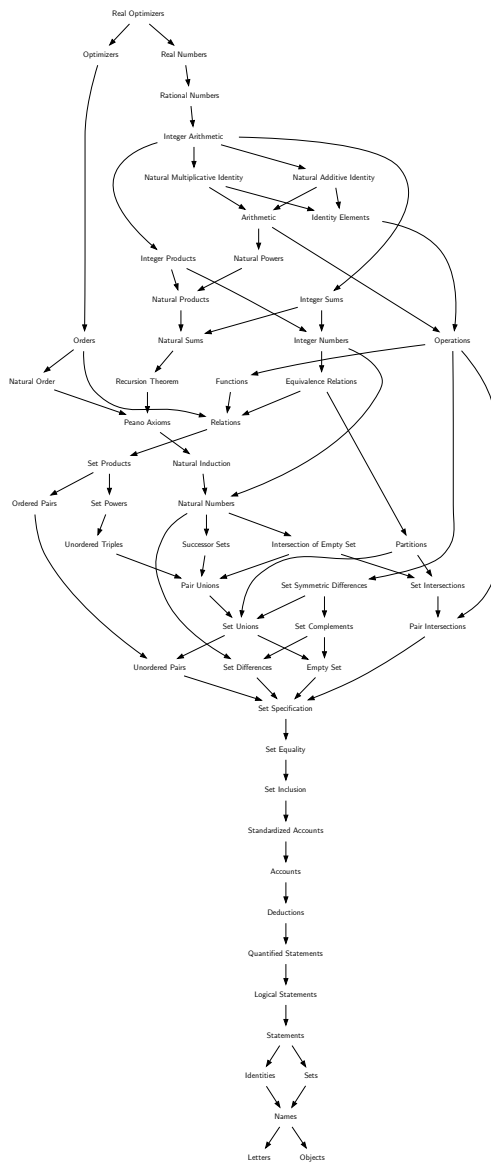 Real Optimizers
Optimizers
Real Numbers
Rational Numbers
Integer Arithmetic
Natural Multiplicative Identity
Natural Additive Identity
Arithmetic
Identity Elements
Integer Products
Natural Powers
Natural Products
Integer Sums
Orders
Natural Sums
Integer Numbers
Operations
Natural Order
Recursion Theorem
Functions
Equivalence Relations
Peano Axioms
Relations
Set Products
Natural Induction
Ordered Pairs
Set Powers
Natural Numbers
Unordered Triples
Successor Sets
Intersection of Empty Set
Partitions
Pair Unions
Set Symmetric Differences
Set Intersections
Set Unions
Set Complements
Pair Intersections
Unordered Pairs
Set Differences
Empty Set
Set Specification
Set Equality
Set Inclusion
Standardized Accounts
Accounts
Deductions
Quantified Statements
Logical Statements
Statements
Identities
Sets
Names
Letters
Objects